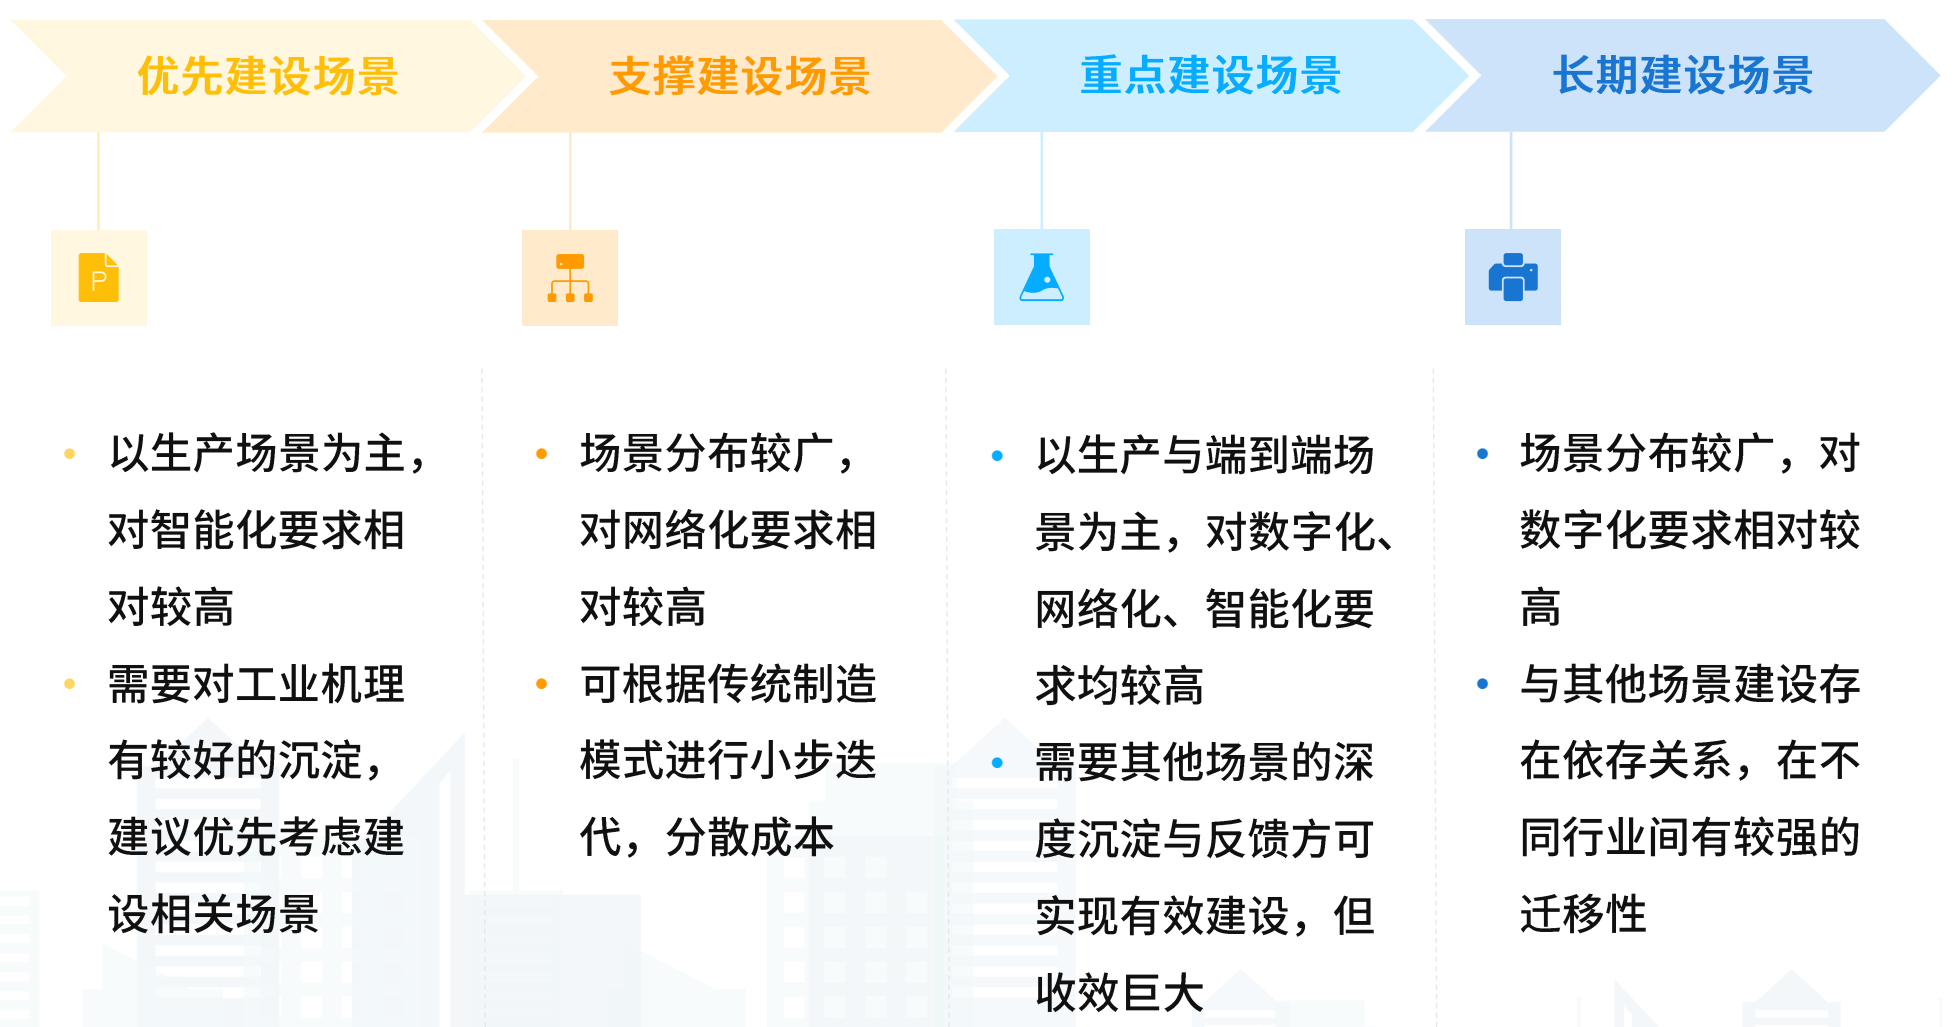 优先建设场景
支撑建设场景
重点建设场景
长期建设场景
P
以生产场景为主，
对智能化要求相
对较高
需要对工业机理
有较好的沉淀，
建议优先考虑建
设相关场景
场景分布较广，
对网络化要求相
对较高
可根据传统制造
模式进行小步迭
代，分散成本
以生产与端到端场
景为主，对数字化、
网络化、智能化要
求均较高
需要其他场景的深
度沉淀与反馈方可
实现有效建设，但
收效巨大
场景分布较广，对
数字化要求相对较
高
与其他场景建设存
在依存关系，在不
同行业间有较强的
迁移性